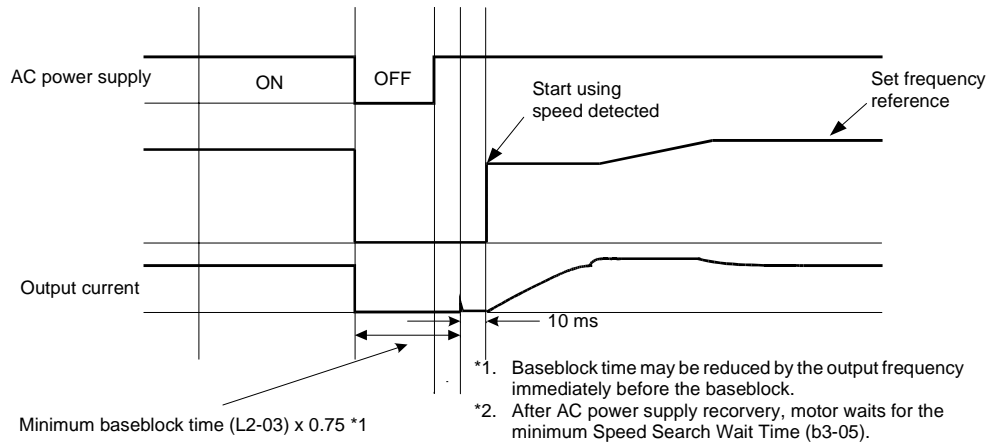 AC power supply
ON
OFF
Start using
speed detected
Set frequency
reference
Output current
10 ms
Minimum baseblock time (L2-03) x 0.75 *1
*1. Baseblock time may be reduced by the output frequency
immediately before the baseblock.
*2. After AC power supply recorvery, motor waits for the
minimum Speed Search Wait Time (b3-05).